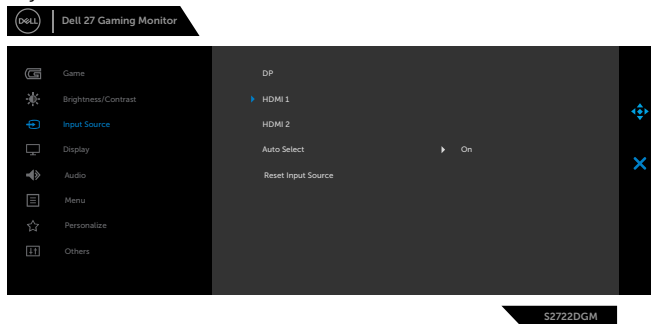 DELL
Dell 27 Gaming Monitor
Game
Brightness/Contrast
Input Source
Display
Audio
Menu
Personalize
Others
DP
HDMI 1
HDMI 2
Auto Select On
Reset Input Source
S2722DGM